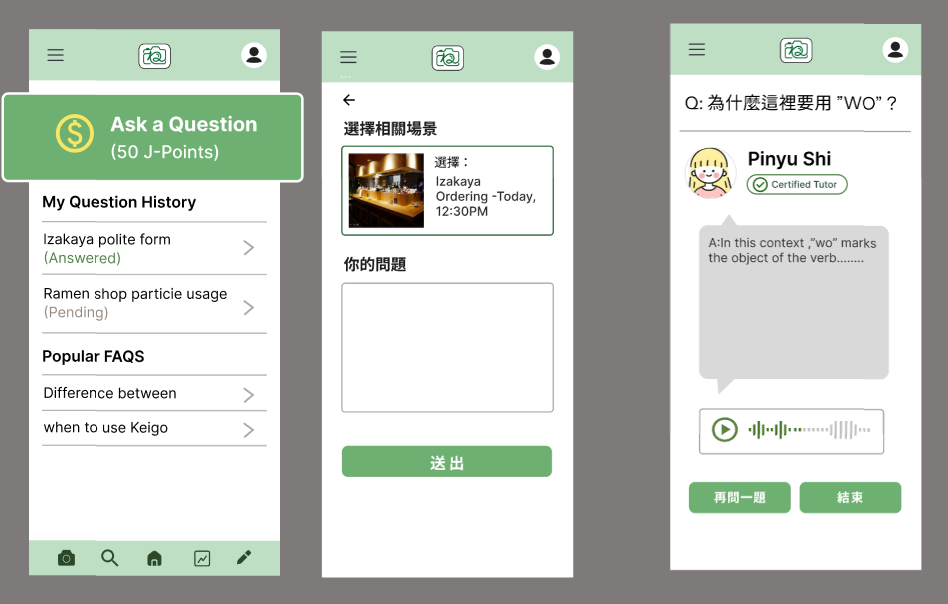 Ask a Question
(50 J-Points)
My Question History
Izakaya polite form
(Answered)
Ramen shop particie usage
(Pending)
Popular FAQS
Difference between
when to use Keigo
選擇相關場景
選擇：
Izakaya
Ordering -Today,
12:30PM
你的問題
送出
Q: 為什麼這裡要用 ”WO” ?
Pinyu Shi
Certified Tutor
A:In this context ,”wo” marks
the object of the verb........
再問一題
結束